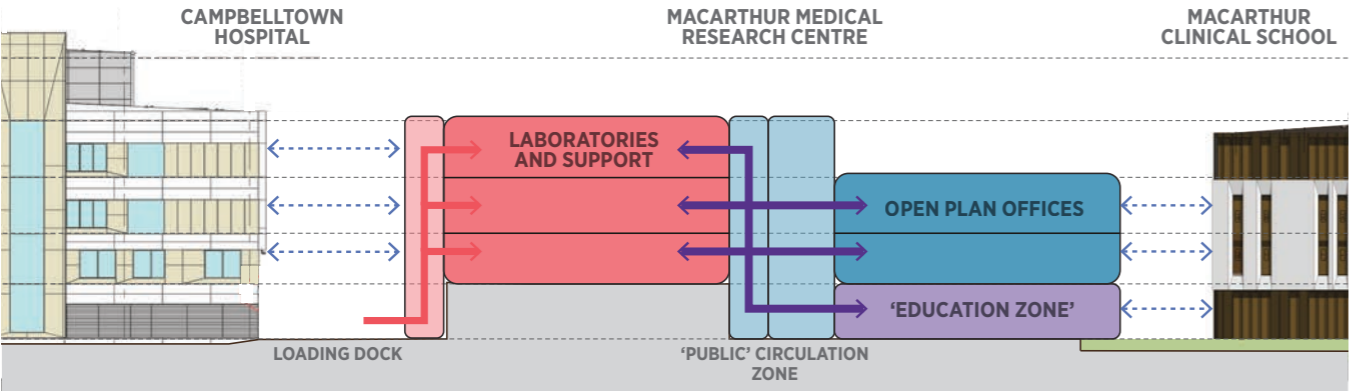 CAMPBELLTOWN
HOSPITAL
MACARTHUR MEDICAL
RESEARCH CENTRE
MACARTHUR
CLINICAL SCHOOL
LABORATORIES
AND SUPPORT
OPEN PLAN OFFICES
‘EDUCATION ZONE’
LOADING DOCK
‘PUBLIC’ CIRCULATION
ZONE